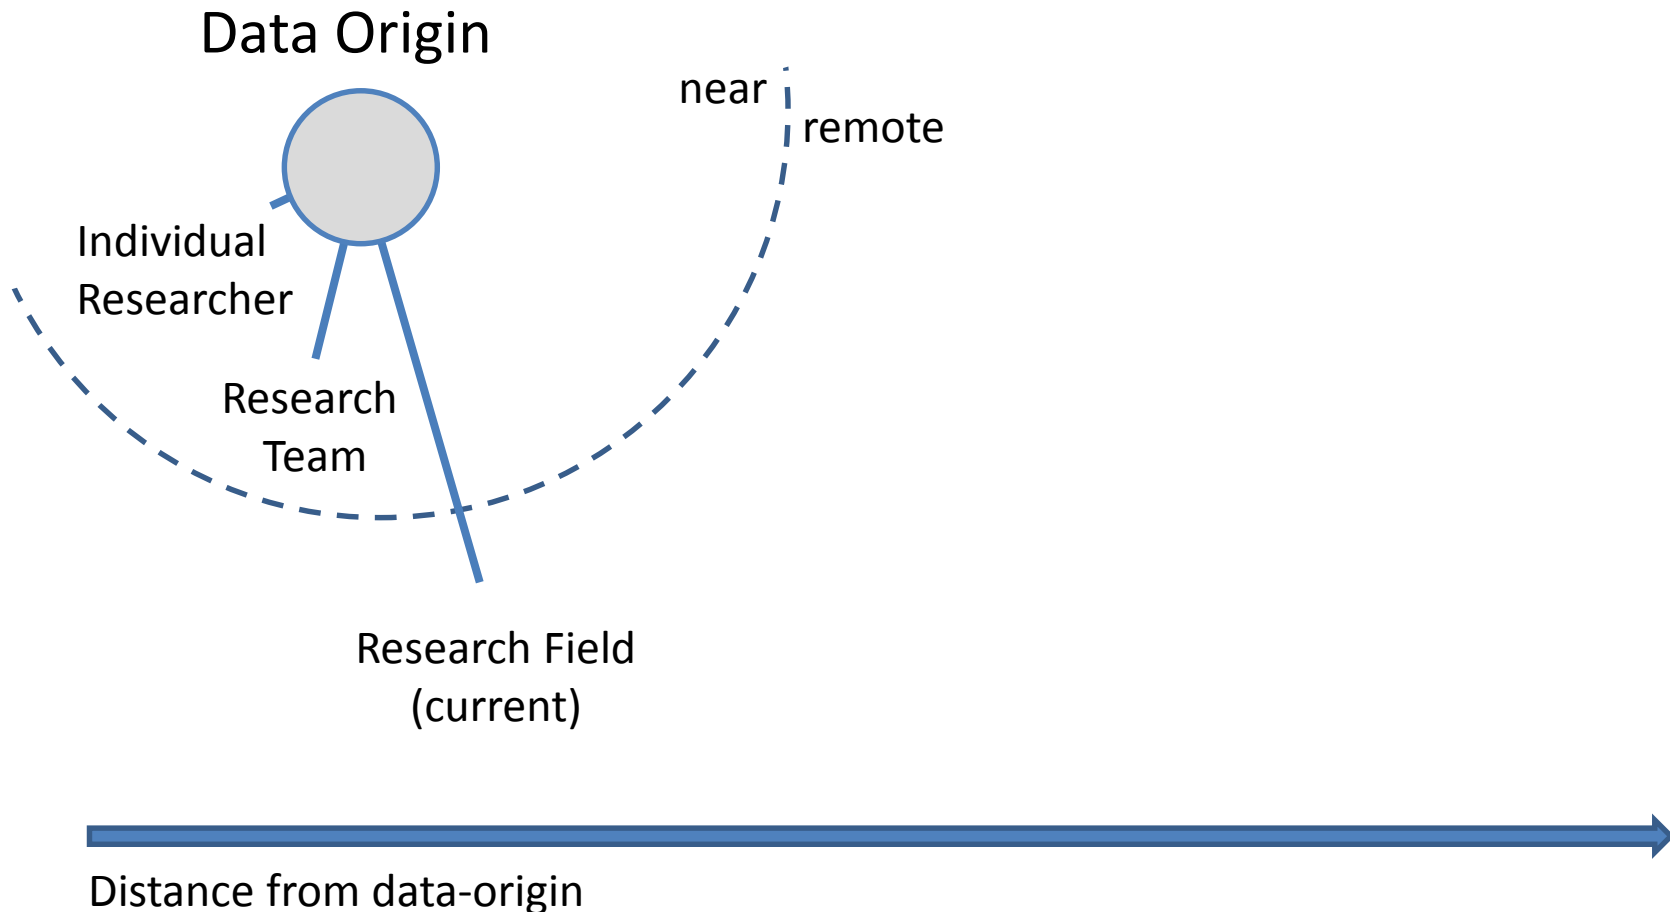 Data Origin
near
remote
Individual
Researcher
Research
Team
Research Field
(current)
Distance from data-origin